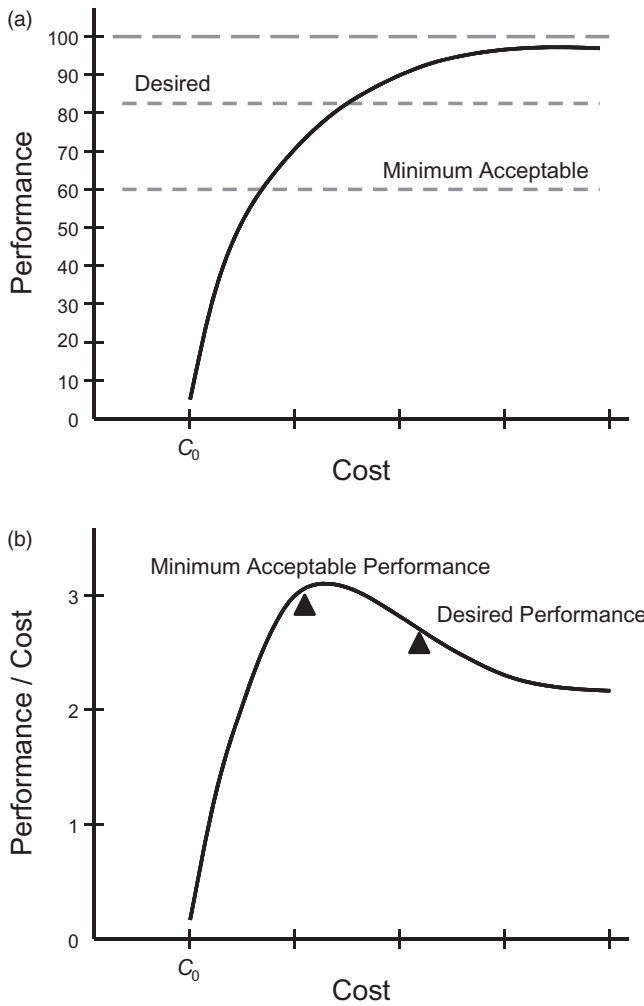 (a)
100
90
Desired
80
70
Minimum Acceptable
60
50
40
30
20
10
0
Performance
C0
Cost
(b)
Minimum Acceptable Performance
3
Desired Performance
2
1
0
Performance / Cost
C0
Cost